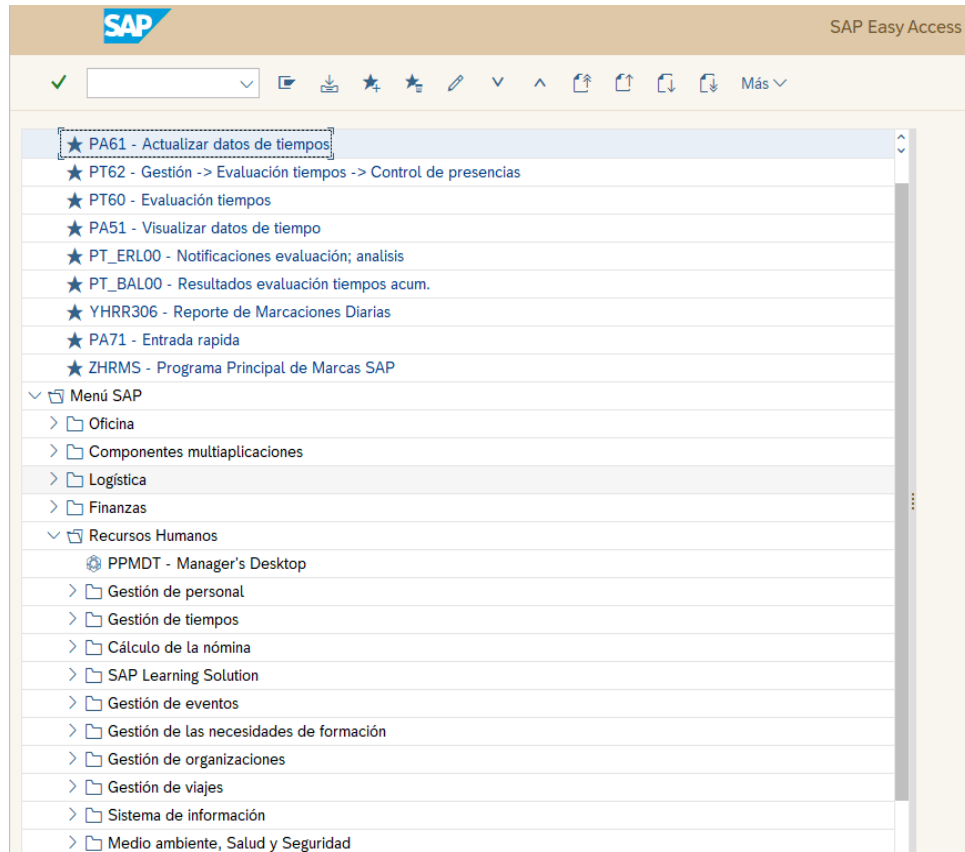 SAP
SAP Easy Access
Más
PA61 - Actualizar datos de tiempos
PT62 - Gestión -> Evaluación tiempos -> Control de presencias
PT60 - Evaluación tiempos
PA51 - Visualizar datos de tiempo
PT_ERL00 - Notificaciones evaluación; analisis
PT_BAL00 - Resultados evaluación tiempos acum.
YHRR306 - Reporte de Marcaciones Diarias
PA71 - Entrada rapida
ZHRMS - Programa Principal de Marcas SAP
Menú SAP
Oficina
Componentes multiaplicaciones
Logística
Finanzas
Recursos Humanos
PPMDT - Manager's Desktop
Gestión de personal
Gestión de tiempos
Cálculo de la nómina
SAP Learning Solution
Gestión de eventos
Gestión de las necesidades de formación
Gestión de organizaciones
Gestión de viajes
Sistema de información
Medio ambiente, Salud y Seguridad